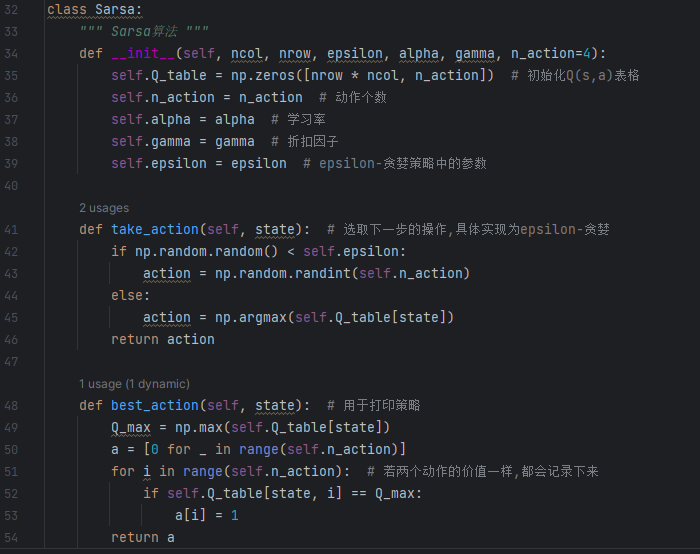 32 class Sarsa:
33     """ Sarsa算法 """
34     def __init__(self, ncol, nrow, epsilon, alpha, gamma, n_action=4):
35         self.Q_table = np.zeros([nrow * ncol, n_action])  # 初始化Q(s,a)表格
36         self.n_action = n_action  # 动作个数
37         self.alpha = alpha  # 学习率
38         self.gamma = gamma  # 折扣因子
39         self.epsilon = epsilon  # epsilon-贪婪策略中的参数
40
2 usages
41     def take_action(self, state):  # 选取下一步的操作,具体实现为epsilon-贪婪
42         if np.random.random() < self.epsilon:
43             action = np.random.randint(self.n_action)
44         else:
45             action = np.argmax(self.Q_table[state])
46         return action
47
1 usage (1 dynamic)
48     def best_action(self, state):  # 用于打印策略
49         Q_max = np.max(self.Q_table[state])
50         a = [0 for _ in range(self.n_action)]
51         for i in range(self.n_action):  # 若两个动作的价值一样,都会记录下来
52             if self.Q_table[state, i] == Q_max:
53                 a[i] = 1
54         return a